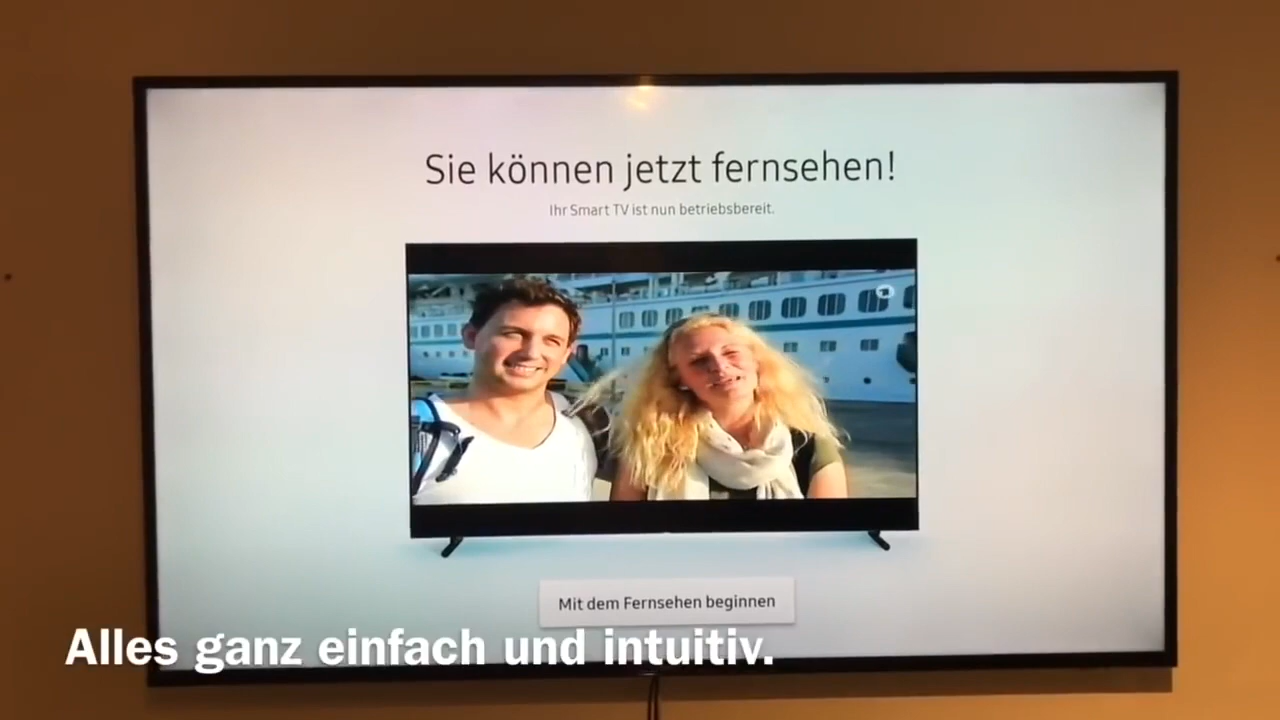 Sie können jetzt fernsehen!
Ihr Smart TV ist nun betriebsbereit.
Mit dem Fernsehen beginnen
Alles ganz einfach und intuitiv.